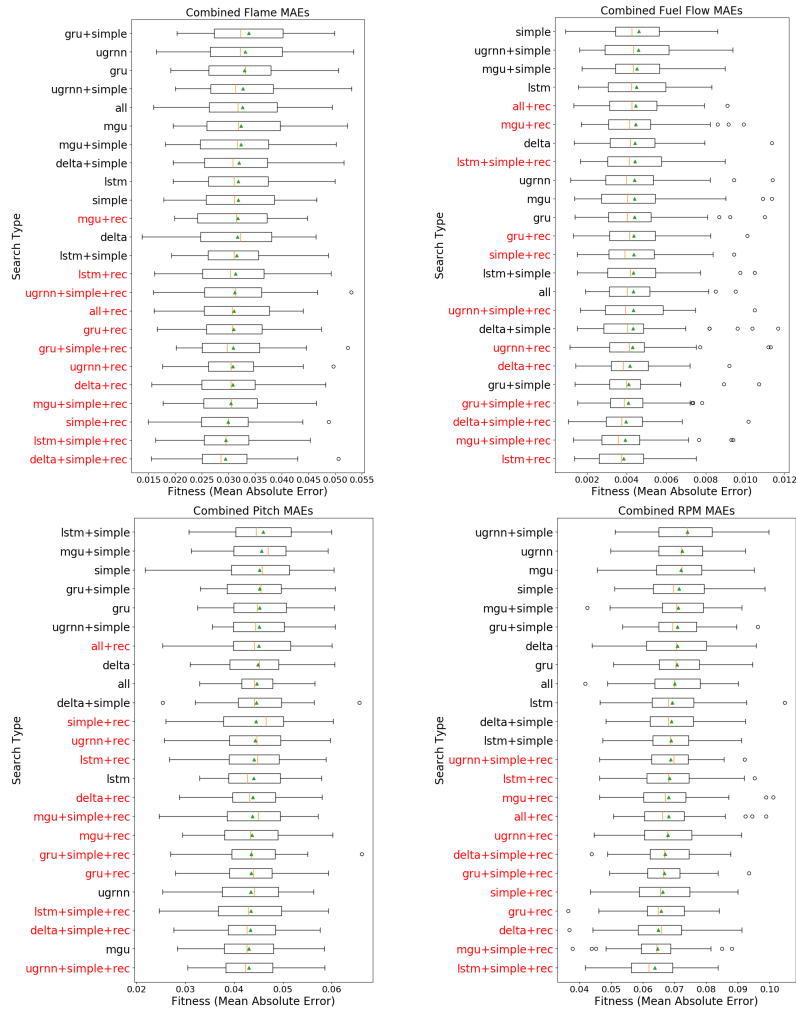 Combined Flame MAEs
Search Type
gru+simple
ugrnn
gru
ugrnn+simple
all
mgu
mgu+simple
delta+simple
lstm
simple
mgu+rec
delta
lstm+simple
lstm+rec
ugrnn+simple+rec
all+rec
gru+rec
gru+simple+rec
ugrnn+rec
delta+rec
mgu+simple+rec
simple+rec
lstm+simple+rec
delta+simple+rec
0.015 0.020 0.025 0.030 0.035 0.040 0.045 0.050 0.055
Fitness (Mean Absolute Error)
Combined Fuel Flow MAEs
Search Type
simple
ugrnn+simple
mgu+simple
lstm
all+rec
mgu+rec
delta
lstm+simple+rec
ugrnn
mgu
gru
gru+rec
simple+rec
lstm+simple
all
ugrnn+simple+rec
delta+simple
ugrnn+rec
delta+rec
gru+simple
gru+simple+rec
delta+simple+rec
mgu+simple+rec
lstm+rec
0.002 0.004 0.006 0.008 0.010 0.012
Fitness (Mean Absolute Error)
Combined Pitch MAEs
Search Type
lstm+simple
mgu+simple
simple
gru+simple
gru
ugrnn+simple
all+rec
delta
all
delta+simple
simple+rec
ugrnn+rec
lstm+rec
lstm
delta+rec
mgu+simple+rec
mgu+rec
gru+simple+rec
gru+rec
ugrnn
lstm+simple+rec
delta+simple+rec
mgu
ugrnn+simple+rec
0.02 0.03 0.04 0.05 0.06
Fitness (Mean Absolute Error)
Combined RPM MAEs
Search Type
ugrnn+simple
ugrnn
mgu
simple
mgu+simple
gru+simple
delta
gru
all
lstm
delta+simple
lstm+simple
ugrnn+simple+rec
lstm+rec
mgu+rec
all+rec
ugrnn+rec
delta+simple+rec
gru+simple+rec
simple+rec
gru+rec
delta+rec
mgu+simple+rec
lstm+simple+rec
0.04 0.05 0.06 0.07 0.08 0.09 0.10
Fitness (Mean Absolute Error)